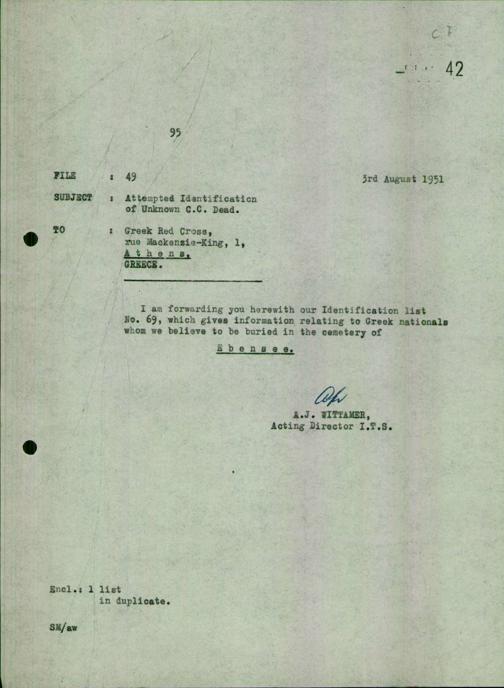 C F
42
95
FILE : 49
3rd August 1951
SUBJECT : Attempted Identification
of Unknown C.C. Dead.
TO : Greek Red Cross,
rue Mackenzie-King, 1,
A t h e n s.
GREECE.
I am forwarding you herewith our Identification list
No. 69, which gives information relating to Greek nationals
whom we believe to be buried in the cemetery of
E b e n s e e.
A.J. WITTAMER,
Acting Director I.T.S.
Encl.: 1 list
in duplicate.
SM/aw